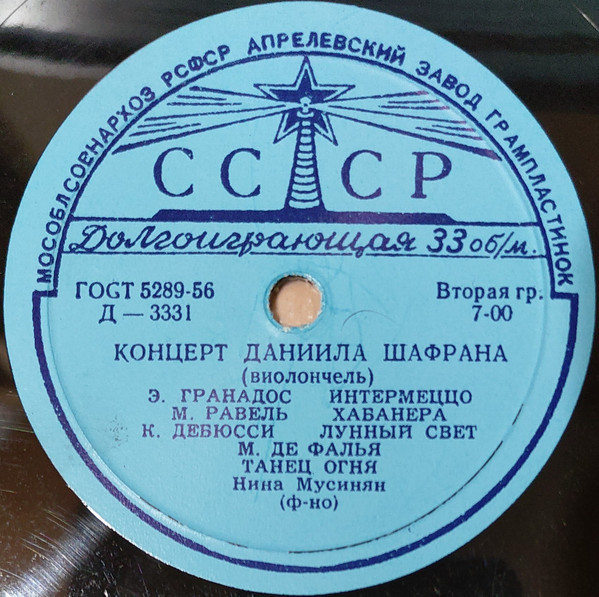 МОСОБЛСОВНАРХОЗ РСФСР АПРЕЛЕВСКИЙ ЗАВОД ГРАМПЛАСТИНОК
СССР
Долгоиграющая 33 об/м.
ГОСТ 5289-56 Вторая гр.
Д — 3331 7-00
КОНЦЕРТ ДАНИИЛА ШАФРАНА
(виолончель)
Э. ГРАНАДОС ИНТЕРМЕЦЦО
М. РАВЕЛЬ ХАБАНЕРА
К. ДЕБЮССИ ЛУННЫЙ СВЕТ
М. ДЕ ФАЛЬЯ
ТАНЕЦ ОГНЯ
Нина Мусинян
(ф-но)